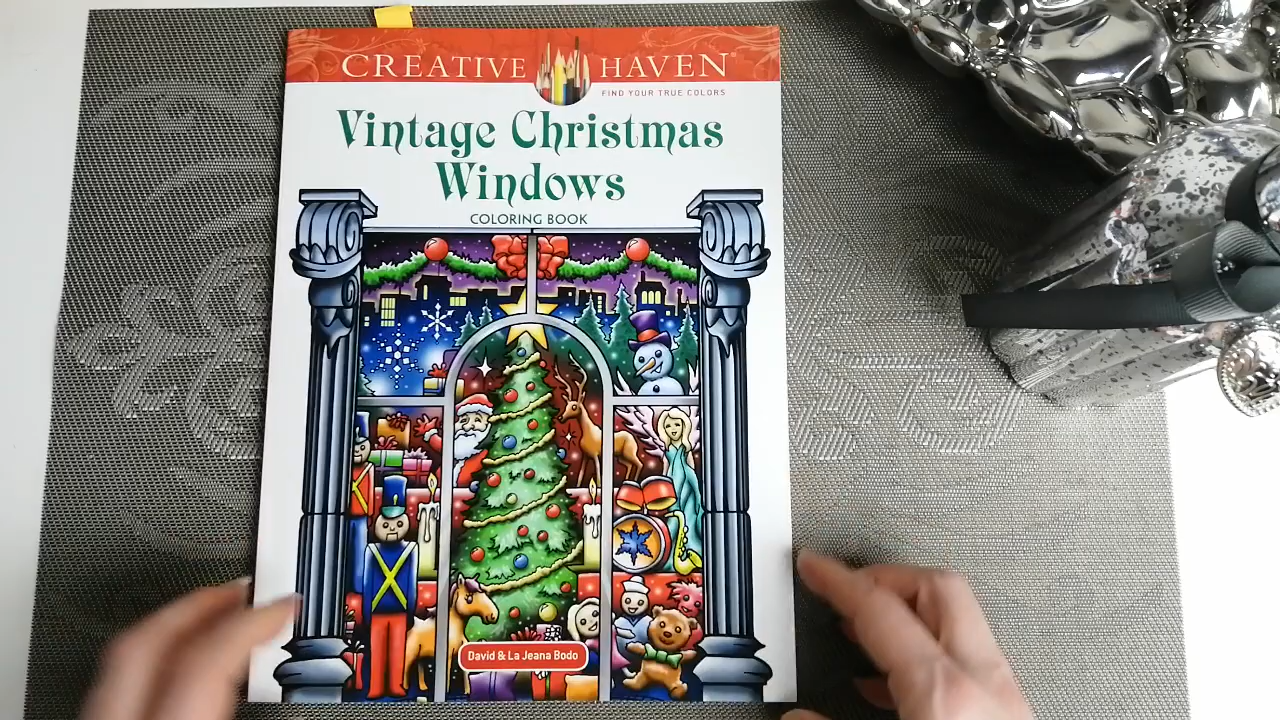 CREATIVE HAVEN®
FIND YOUR TRUE COLORS
Vintage Christmas
Windows
COLORING BOOK
David & La Jeana Bodo